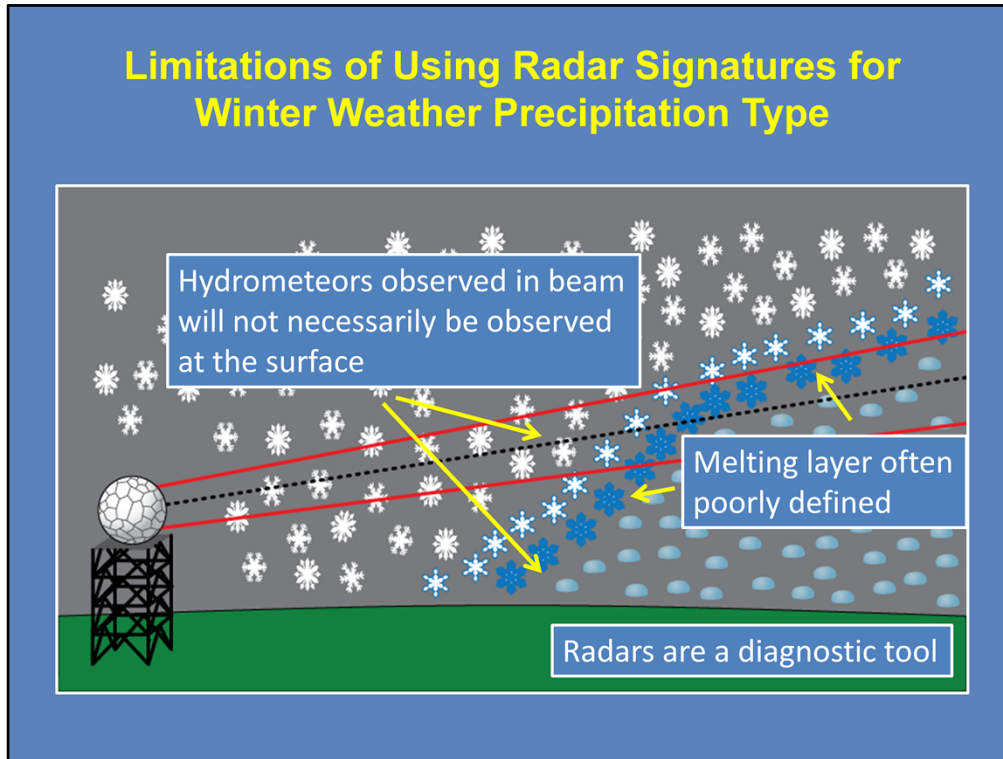 Limitations of Using Radar Signatures for
Winter Weather Precipitation Type
Hydrometeors observed in beam
will not necessarily be observed
at the surface
Melting layer often
poorly defined
Radars are a diagnostic tool